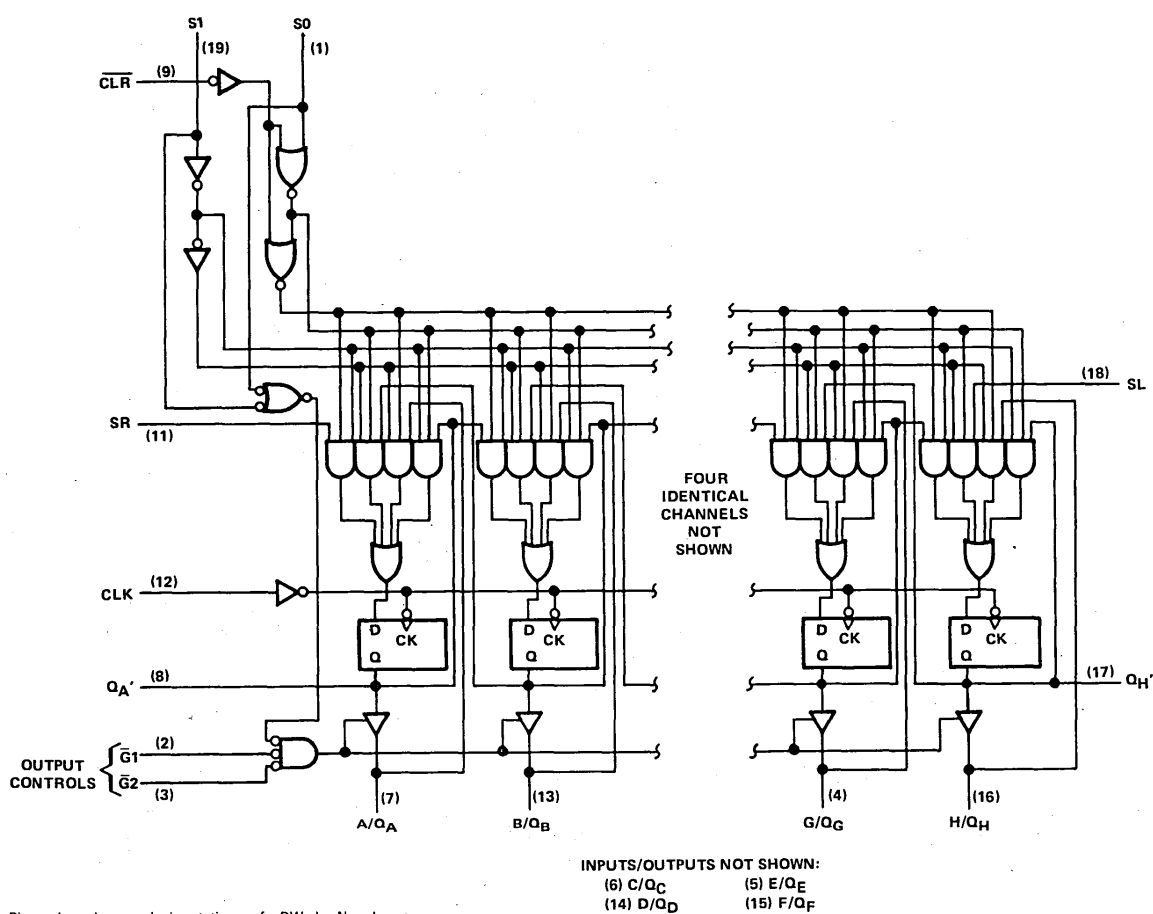 S1 S0
(19) (1)
CLR (9)
(18) SL
SR
(11)
FOUR
IDENTICAL
CHANNELS
NOT
SHOWN
CLK (12)
D CK Q
D CK Q
D CK Q
D CK Q
QA' (8)
(17) QH'
OUTPUT
CONTROLS
G̅1 (2)
G̅2 (3)
(7) (13) (4) (16)
A/QA B/QB G/QG H/QH
INPUTS/OUTPUTS NOT SHOWN:
(6) C/QC (5) E/QE
(14) D/QD (15) F/QF